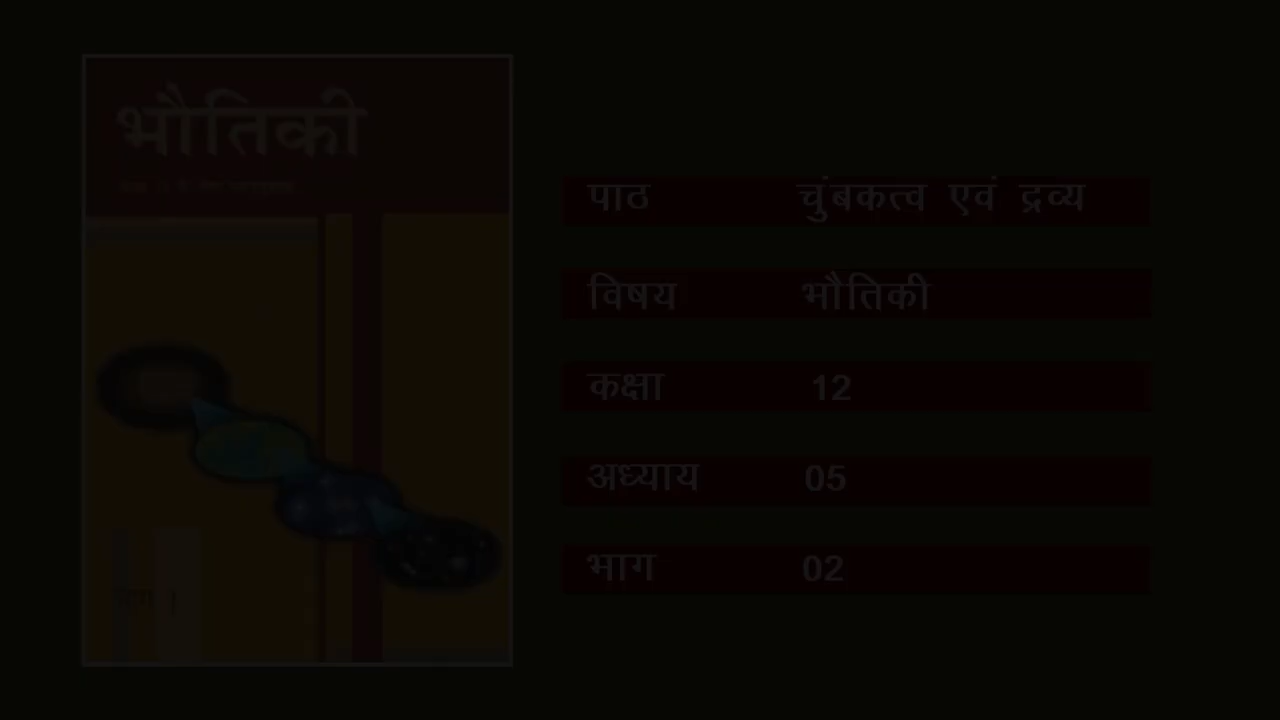 भौतिकी
पाठ चुंबकत्व एवं द्रव्य
विषय भौतिकी
कक्षा 12
अध्याय 05
भाग 02